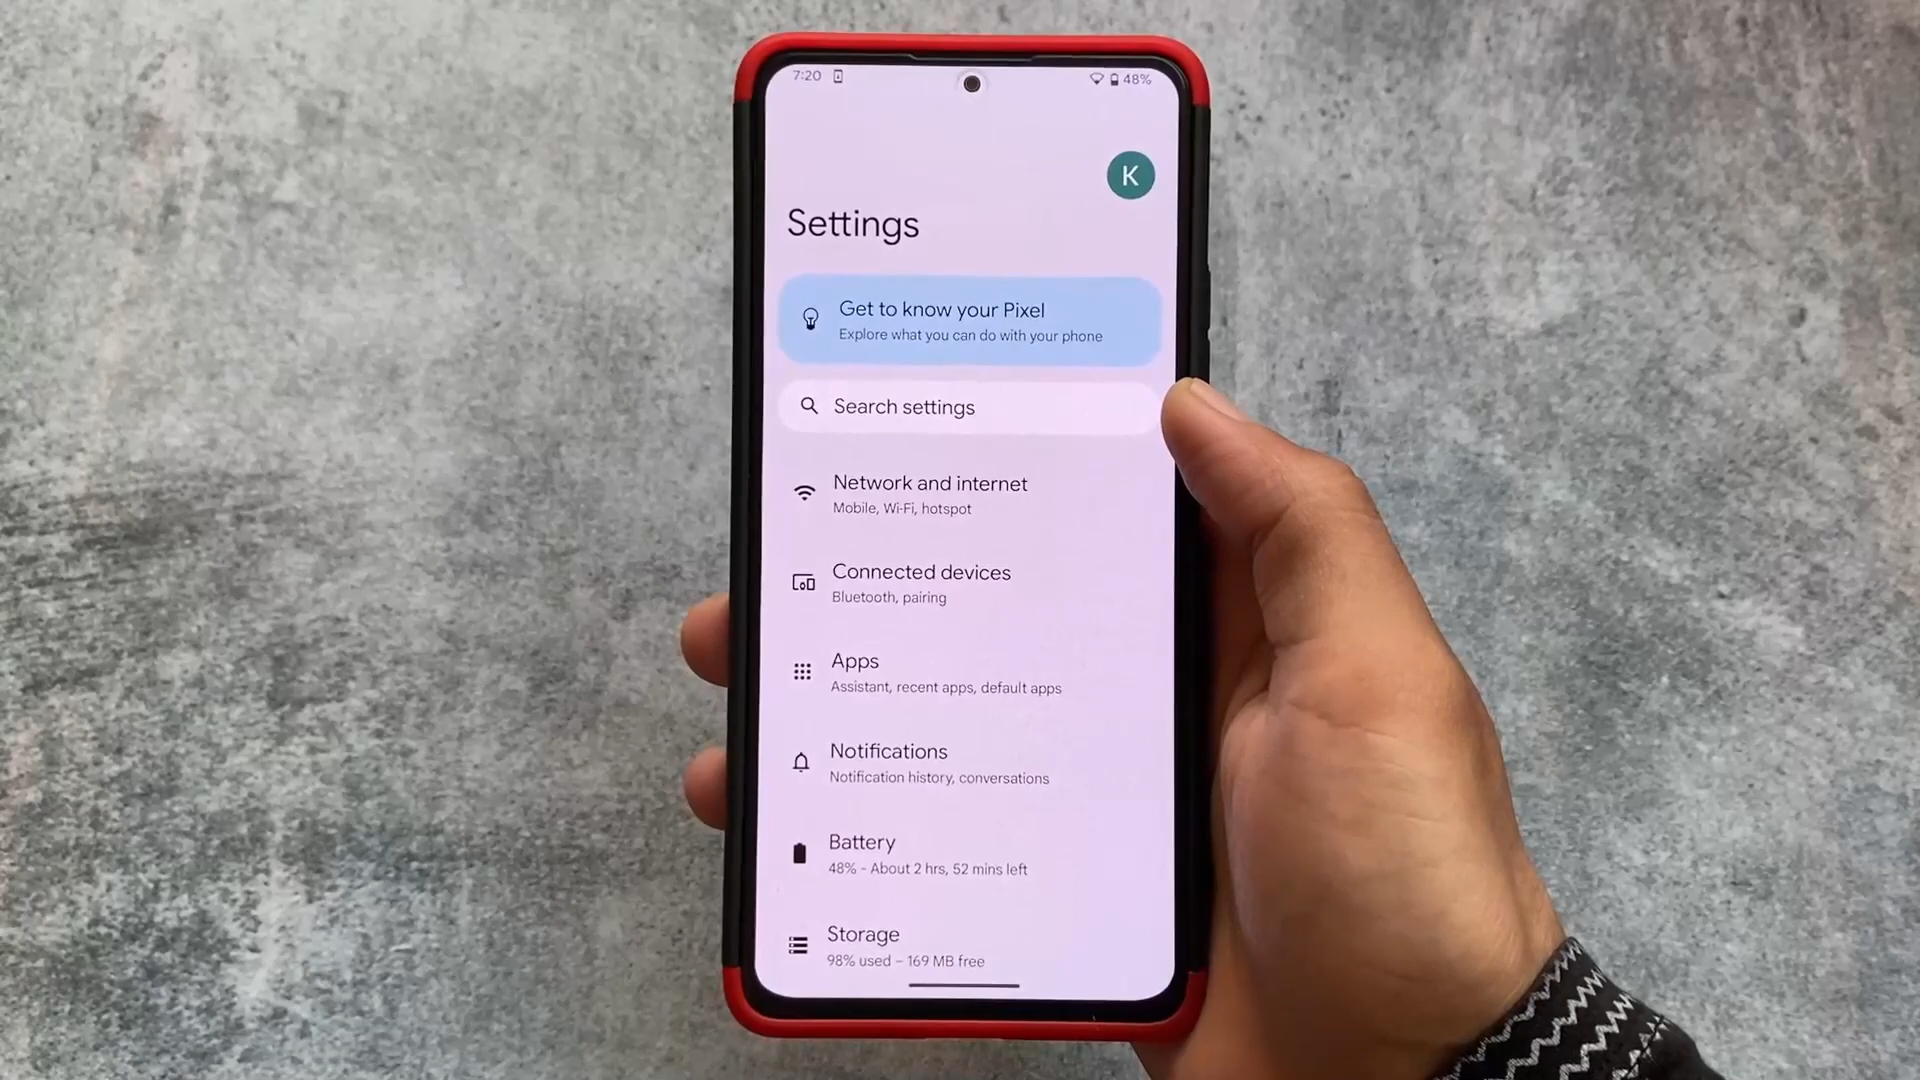 7:20
48%
K
Settings
Get to know your Pixel
Explore what you can do with your phone
Search settings
Network and internet
Mobile, Wi-Fi, hotspot
Connected devices
Bluetooth, pairing
Apps
Assistant, recent apps, default apps
Notifications
Notification history, conversations
Battery
48% - About 2 hrs, 52 mins left
Storage
98% used – 169 MB free